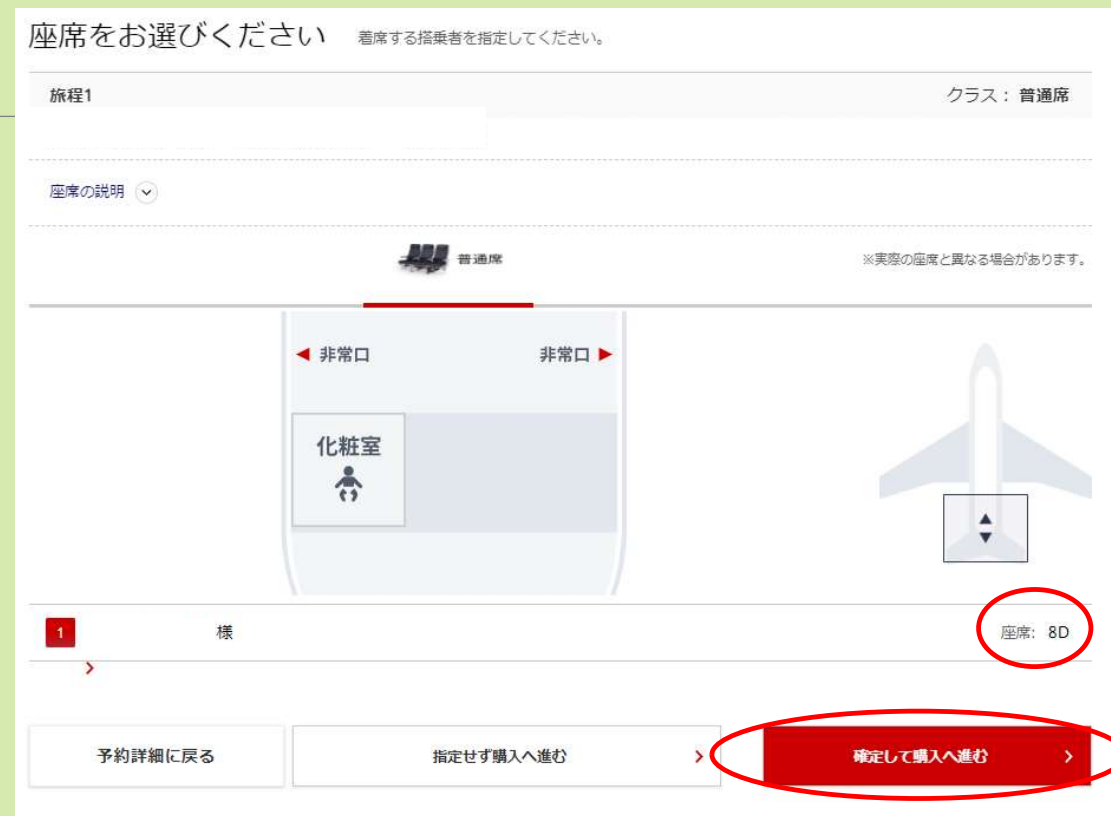 座席をお選びください 着席する搭乗者を指定してください。
旅程1 クラス： 普通席
座席の説明
普通席 ※実際の座席と異なる場合があります。
◀ 非常口 非常口 ▶
化粧室
▲
▼
1 様 座席: 8D
予約詳細に戻る 指定せず購入へ進む 確定して購入へ進む